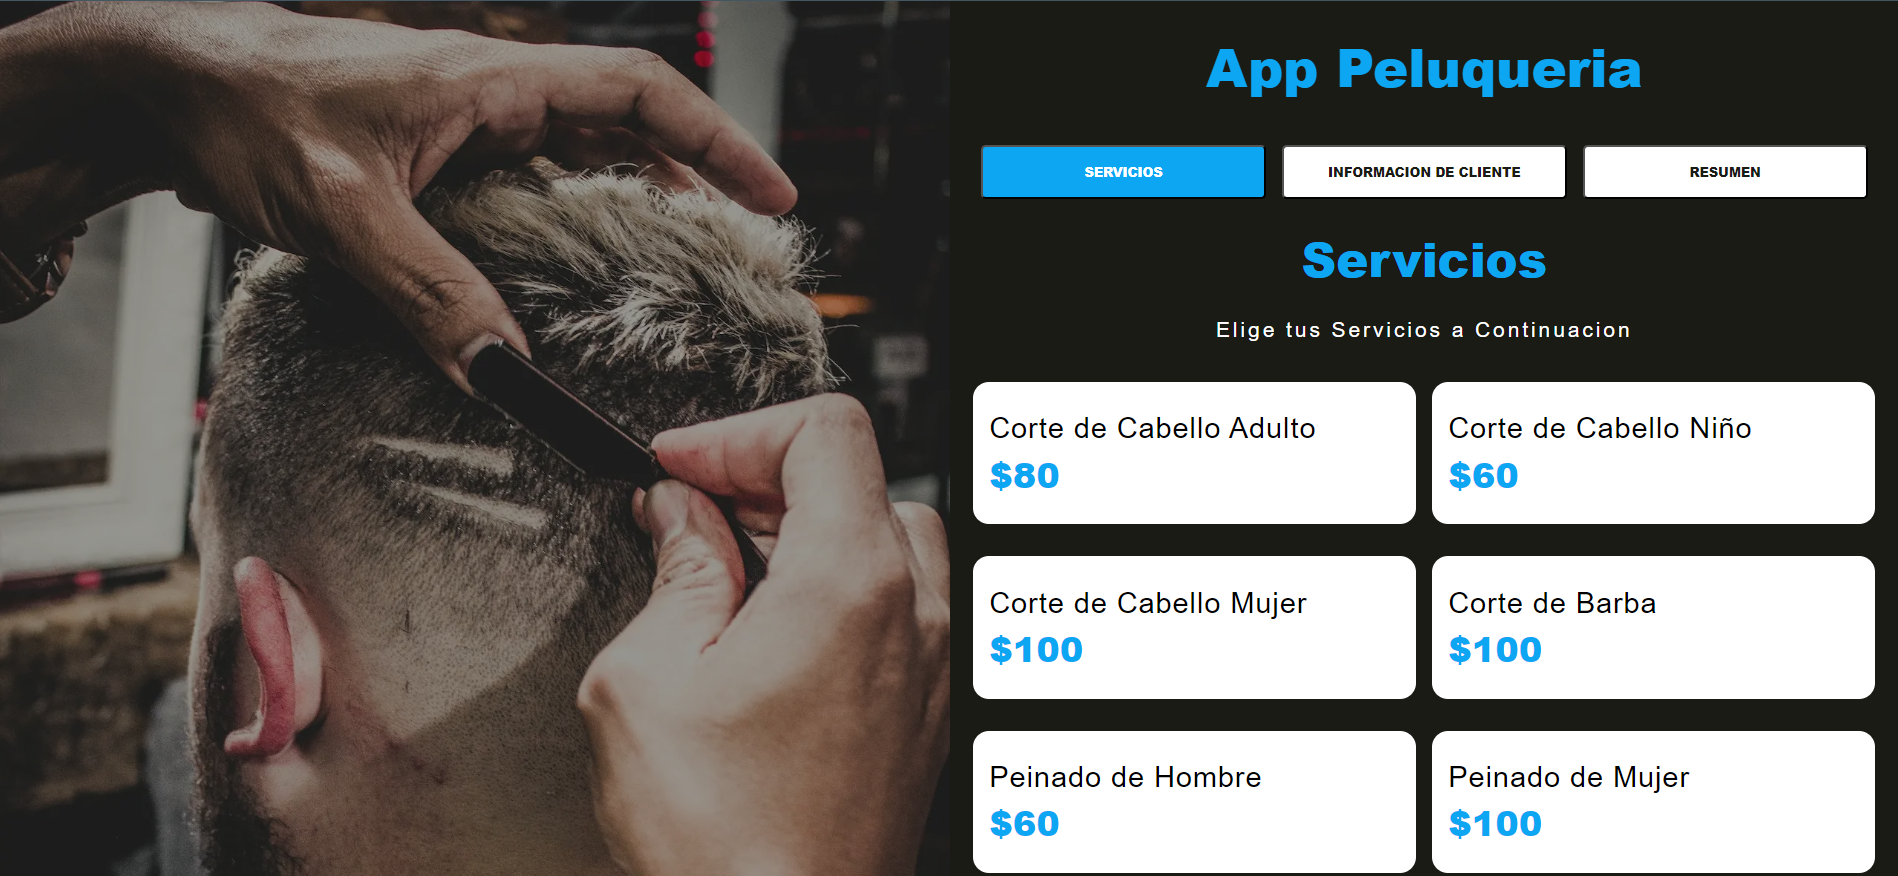 App Peluqueria
SERVICIOS
INFORMACION DE CLIENTE
RESUMEN
Servicios
Elige tus Servicios a Continuacion
Corte de Cabello Adulto
$80
Corte de Cabello Niño
$60
Corte de Cabello Mujer
$100
Corte de Barba
$100
Peinado de Hombre
$60
Peinado de Mujer
$100